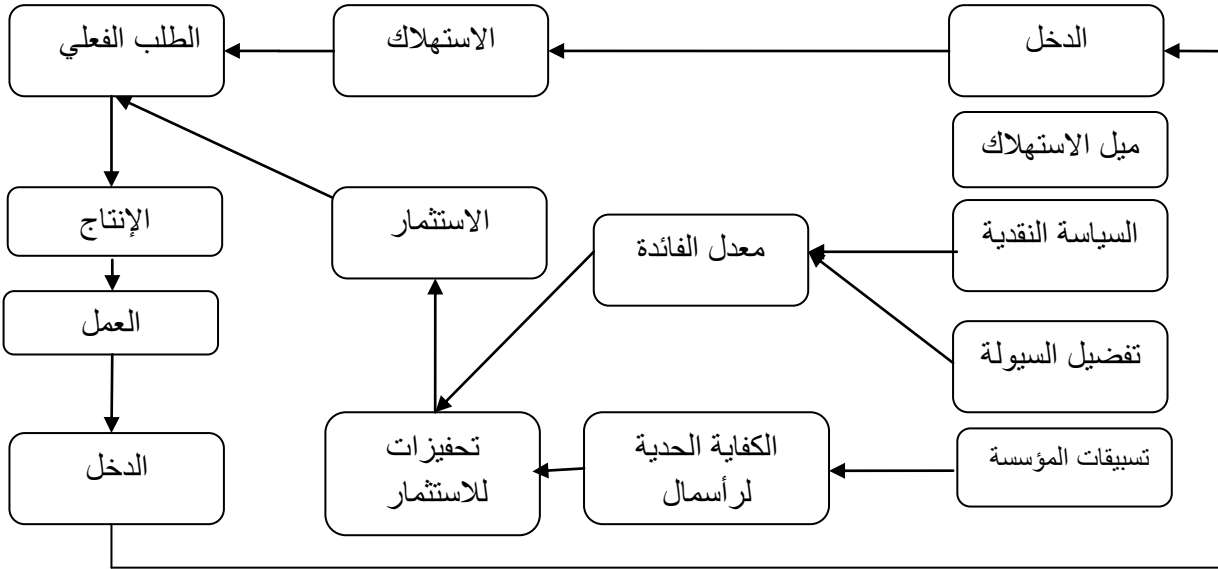 الدخل
الاستهلاك
الطلب الفعلي
ميل الاستهلاك
السياسة النقدية
معدل الفائدة
الاستثمار
الإنتاج
العمل
تفضيل السيولة
تسبيقات المؤسسة
الكفاية الحدية
لرأسمال
تحفيزات
للاستثمار
الدخل